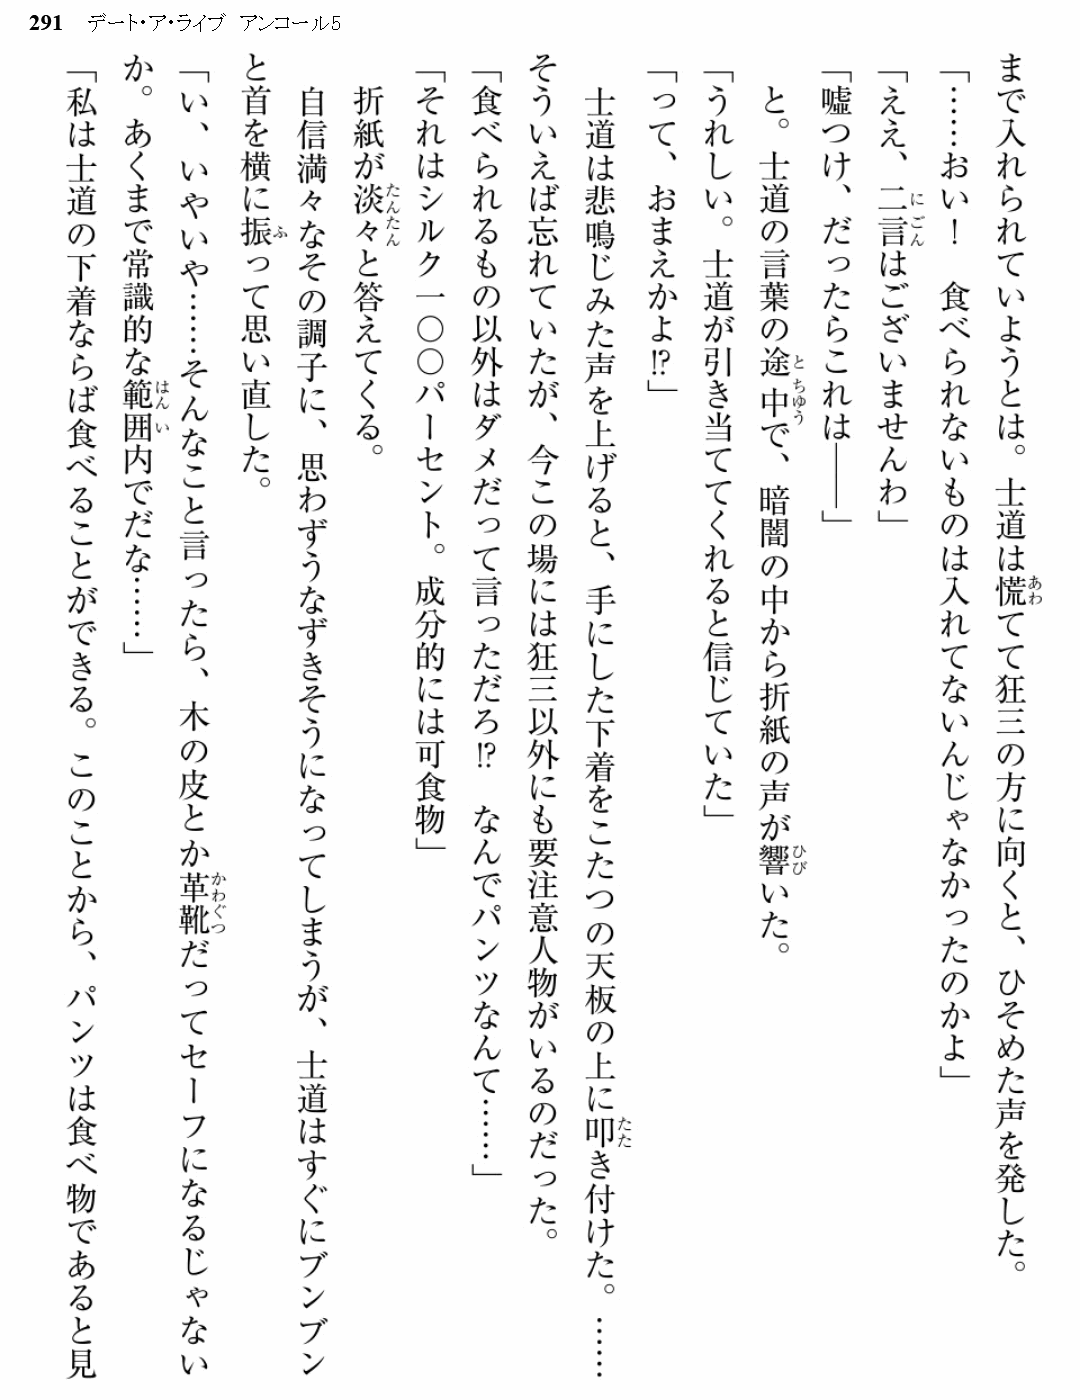 291 デート・ア・ライブ アンコール5
まで入れられていようとは。士道は慌てて狂三の方に向くと、ひそめた声を発した。
「……おい！　食べられないものは入れてないんじゃなかったのかよ」
「ええ、二言はございませんわ」
「嘘つけ、だったらこれは――」
　と。士道の言葉の途中で、暗闇の中から折紙の声が響いた。
「うれしい。士道が引き当ててくれると信じていた」
「って、おまえかよ!?」
　士道は悲鳴じみた声を上げると、手にした下着をこたつの天板の上に叩き付けた。……
そういえば忘れていたが、今この場には狂三以外にも要注意人物がいるのだった。
「食べられるもの以外はダメだって言っただろ!?　なんでパンツなんて……」
「それはシルク一〇〇パーセント。成分的には可食物」
　折紙が淡々と答えてくる。
　自信満々なその調子に、思わずうなずきそうになってしまうが、士道はすぐにブンブン
と首を横に振って思い直した。
「い、いやいや……そんなこと言ったら、木の皮とか革靴だってセーフになるじゃない
か。あくまで常識的な範囲内でだな……」
「私は士道の下着ならば食べることができる。このことから、パンツは食べ物であると見